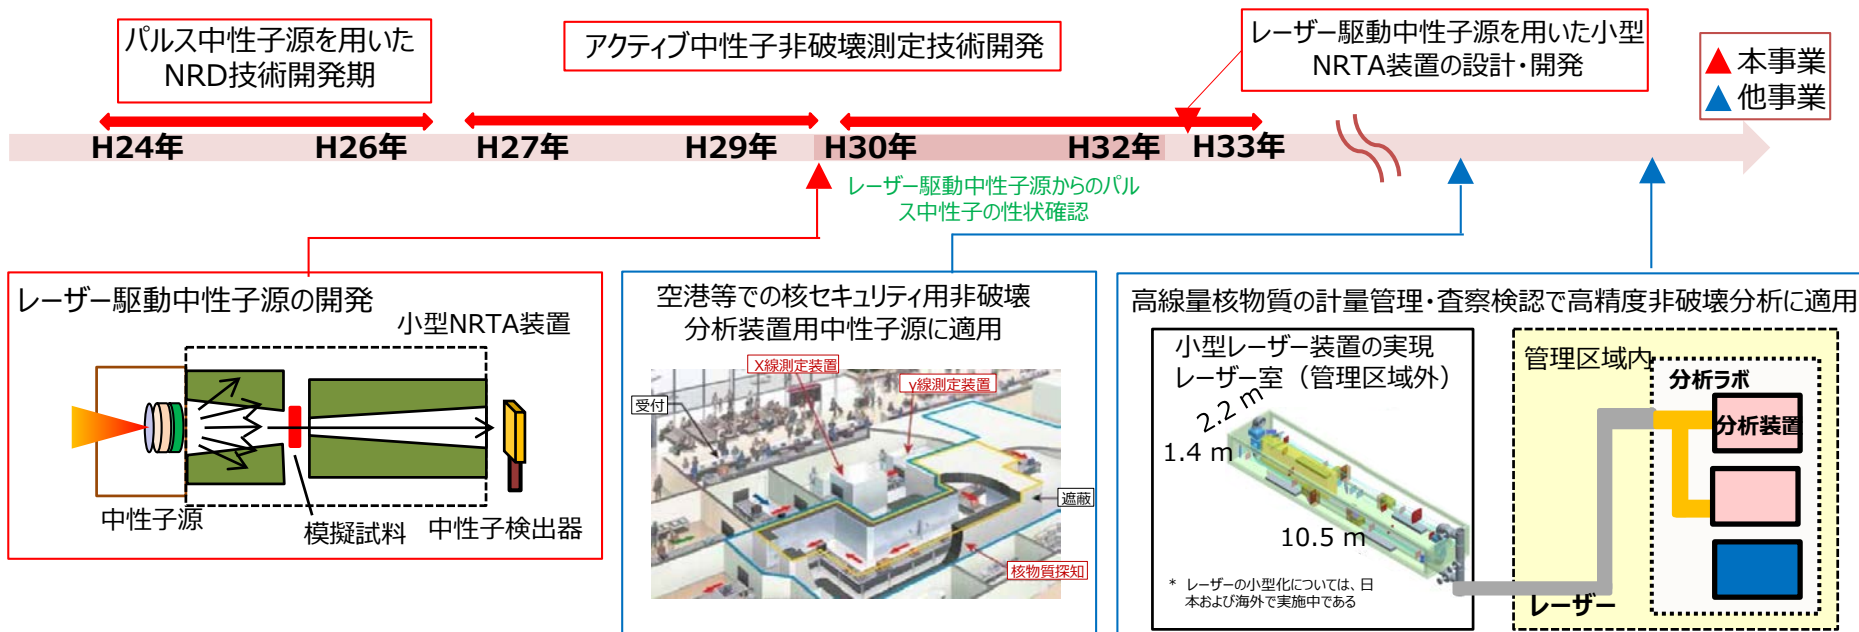 パルス中性子源を用いた
NRD技術開発期
アクティブ中性子非破壊測定技術開発
レーザー駆動中性子源を用いた小型
NRTA装置の設計・開発
▲本事業
▲他事業
H24年
H26年
H27年
H29年
H30年
H32年
H33年
レーザー駆動中性子源からのパル
ス中性子の性状確認
レーザー駆動中性子源の開発
小型NRTA装置
中性子源
模擬試料
中性子検出器
空港等での核セキュリティ用非破壊
分析装置用中性子源に適用
X線測定装置
γ線測定装置
受付
遮蔽
核物質探知
高線量核物質の計量管理・査察検認で高精度非破壊分析に適用
小型レーザー装置の実現
レーザー室（管理区域外）
2.2 m
1.4 m
10.5 m
* レーザーの小型化については、日
本および海外で実施中である
管理区域内
分析ラボ
分析装置
レーザー